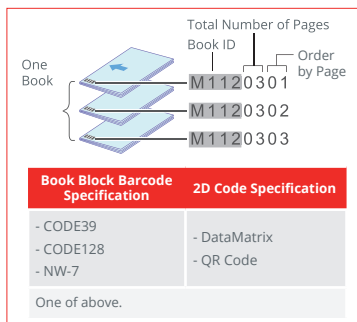 Total Number of Pages
Book ID
Order
by Page
One
Book
M1120301
M1120302
M1120303
Book Block Barcode
Specification
2D Code Specification
- CODE39
- CODE128
- NW-7
- DataMatrix
- QR Code
One of above.